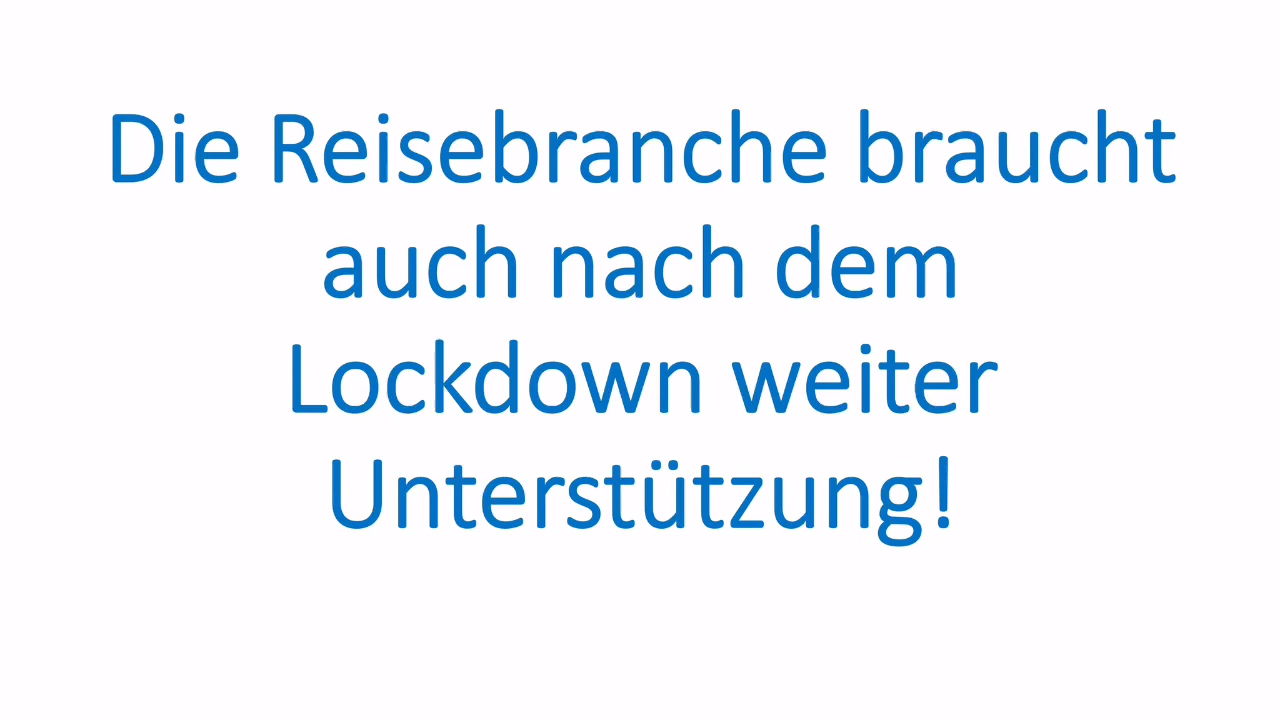 Die Reisebranche braucht
auch nach dem
Lockdown weiter
Unterstützung!